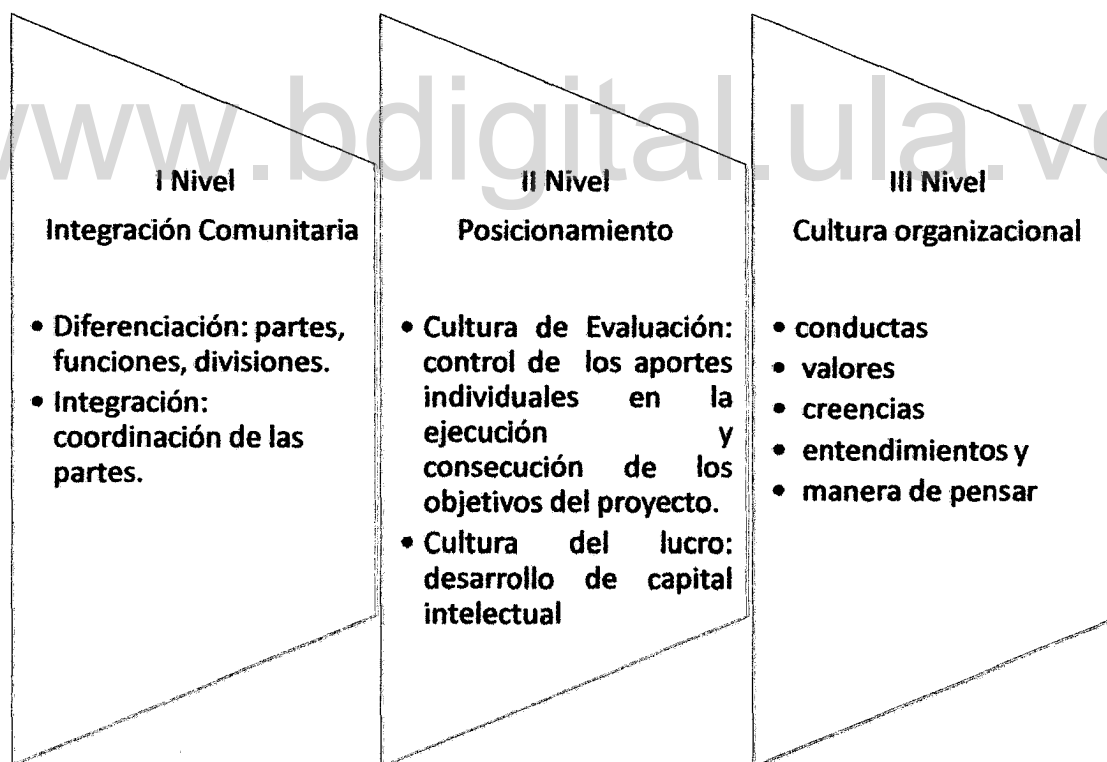 www.bdigital.ula.ve
I Nivel
Integración Comunitaria
• Diferenciación: partes,
funciones, divisiones.
• Integración:
coordinación de las
partes.
II Nivel
Posicionamiento
• Cultura de Evaluación:
control de los aportes
individuales en la
ejecución y
consecución de los
objetivos del proyecto.
• Cultura del lucro:
desarrollo de capital
intelectual
III Nivel
Cultura organizacional
• conductas
• valores
• creencias
• entendimientos y
• manera de pensar